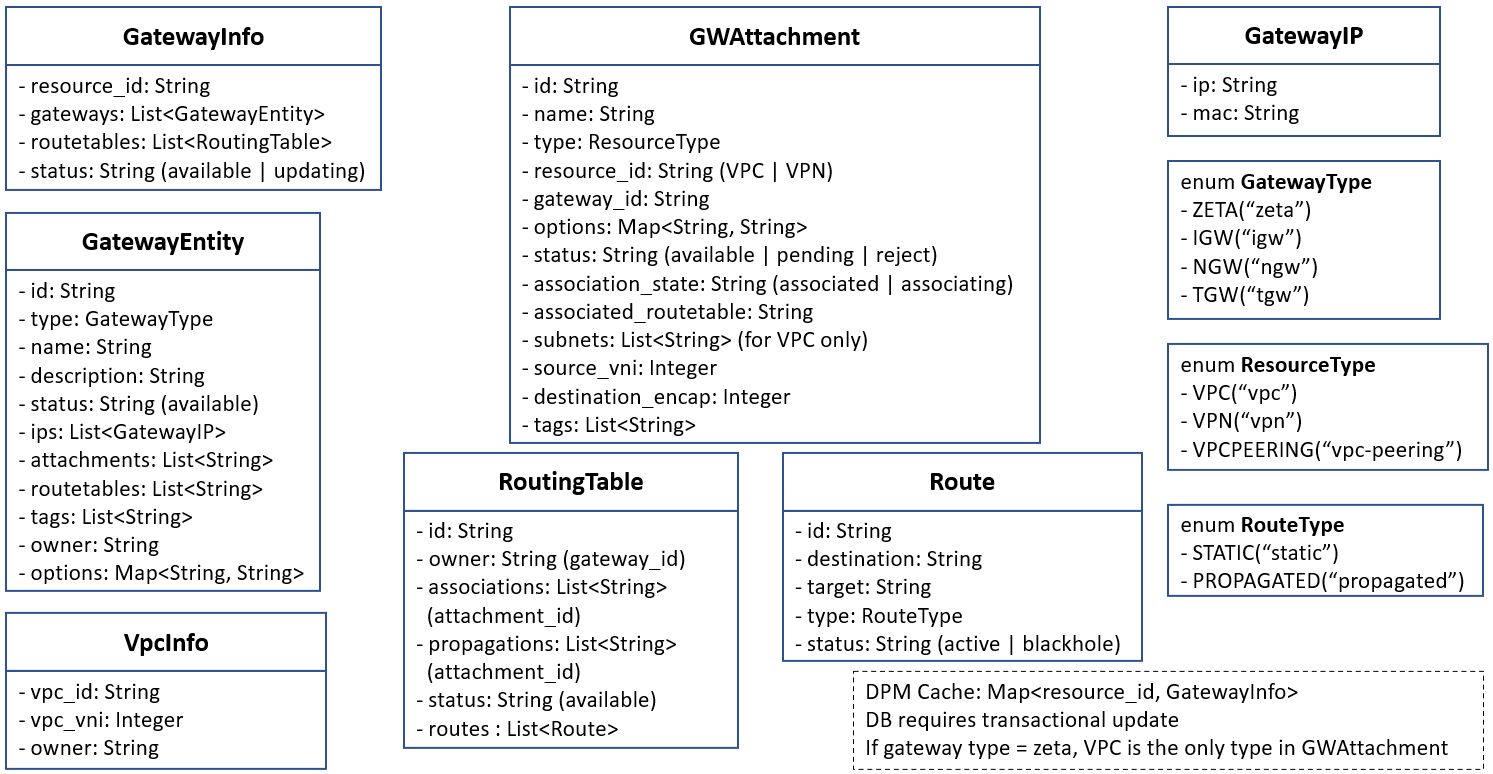 GatewayInfo
- resource_id: String
- gateways: List<GatewayEntity>
- routetables: List<RoutingTable>
- status: String (available | updating)
GatewayEntity
- id: String
- type: GatewayType
- name: String
- description: String
- status: String (available)
- ips: List<GatewayIP>
- attachments: List<String>
- routetables: List<String>
- tags: List<String>
- owner: String
- options: Map<String, String>
VpcInfo
- vpc_id: String
- vpc_vni: Integer
- owner: String
GWAttachment
- id: String
- name: String
- type: ResourceType
- resource_id: String (VPC | VPN)
- gateway_id: String
- options: Map<String, String>
- status: String (available | pending | reject)
- association_state: String (associated | associating)
- associated_routetable: String
- subnets: List<String> (for VPC only)
- source_vni: Integer
- destination_encap: Integer
- tags: List<String>
RoutingTable
- id: String
- owner: String (gateway_id)
- associations: List<String>
(attachment_id)
- propagations: List<String>
(attachment_id)
- status: String (available)
- routes : List<Route>
Route
- id: String
- destination: String
- target: String
- type: RouteType
- status: String (active | blackhole)
GatewayIP
- ip: String
- mac: String
enum GatewayType
- ZETA(“zeta”)
- IGW(“igw”)
- NGW(“ngw”)
- TGW(“tgw”)
enum ResourceType
- VPC(“vpc”)
- VPN(“vpn”)
- VPCPEERING(“vpc-peering”)
enum RouteType
- STATIC(“static”)
- PROPAGATED(“propagated”)
DPM Cache: Map<resource_id, GatewayInfo>
DB requires transactional update
If gateway type = zeta, VPC is the only type in GWAttachment